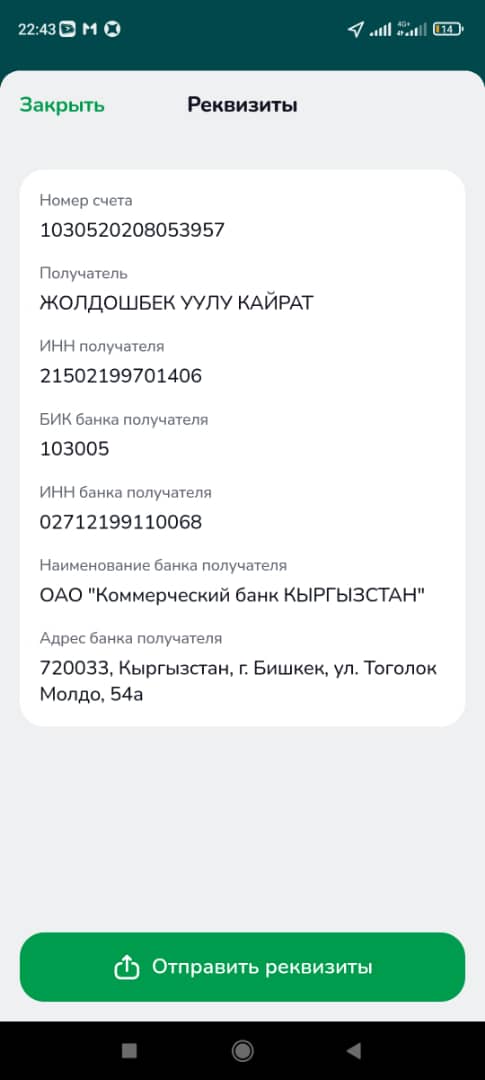 22:43
4G+
14
Закрыть
Реквизиты
Номер счета
1030520208053957
Получатель
ЖОЛДОШБЕК УУЛУ КАЙРАТ
ИНН получателя
21502199701406
БИК банка получателя
103005
ИНН банка получателя
02712199110068
Наименование банка получателя
ОАО "Коммерческий банк КЫРГЫЗСТАН"
Адрес банка получателя
720033, Кыргызстан, г. Бишкек, ул. Тоголок
Молдо, 54а
Отправить реквизиты